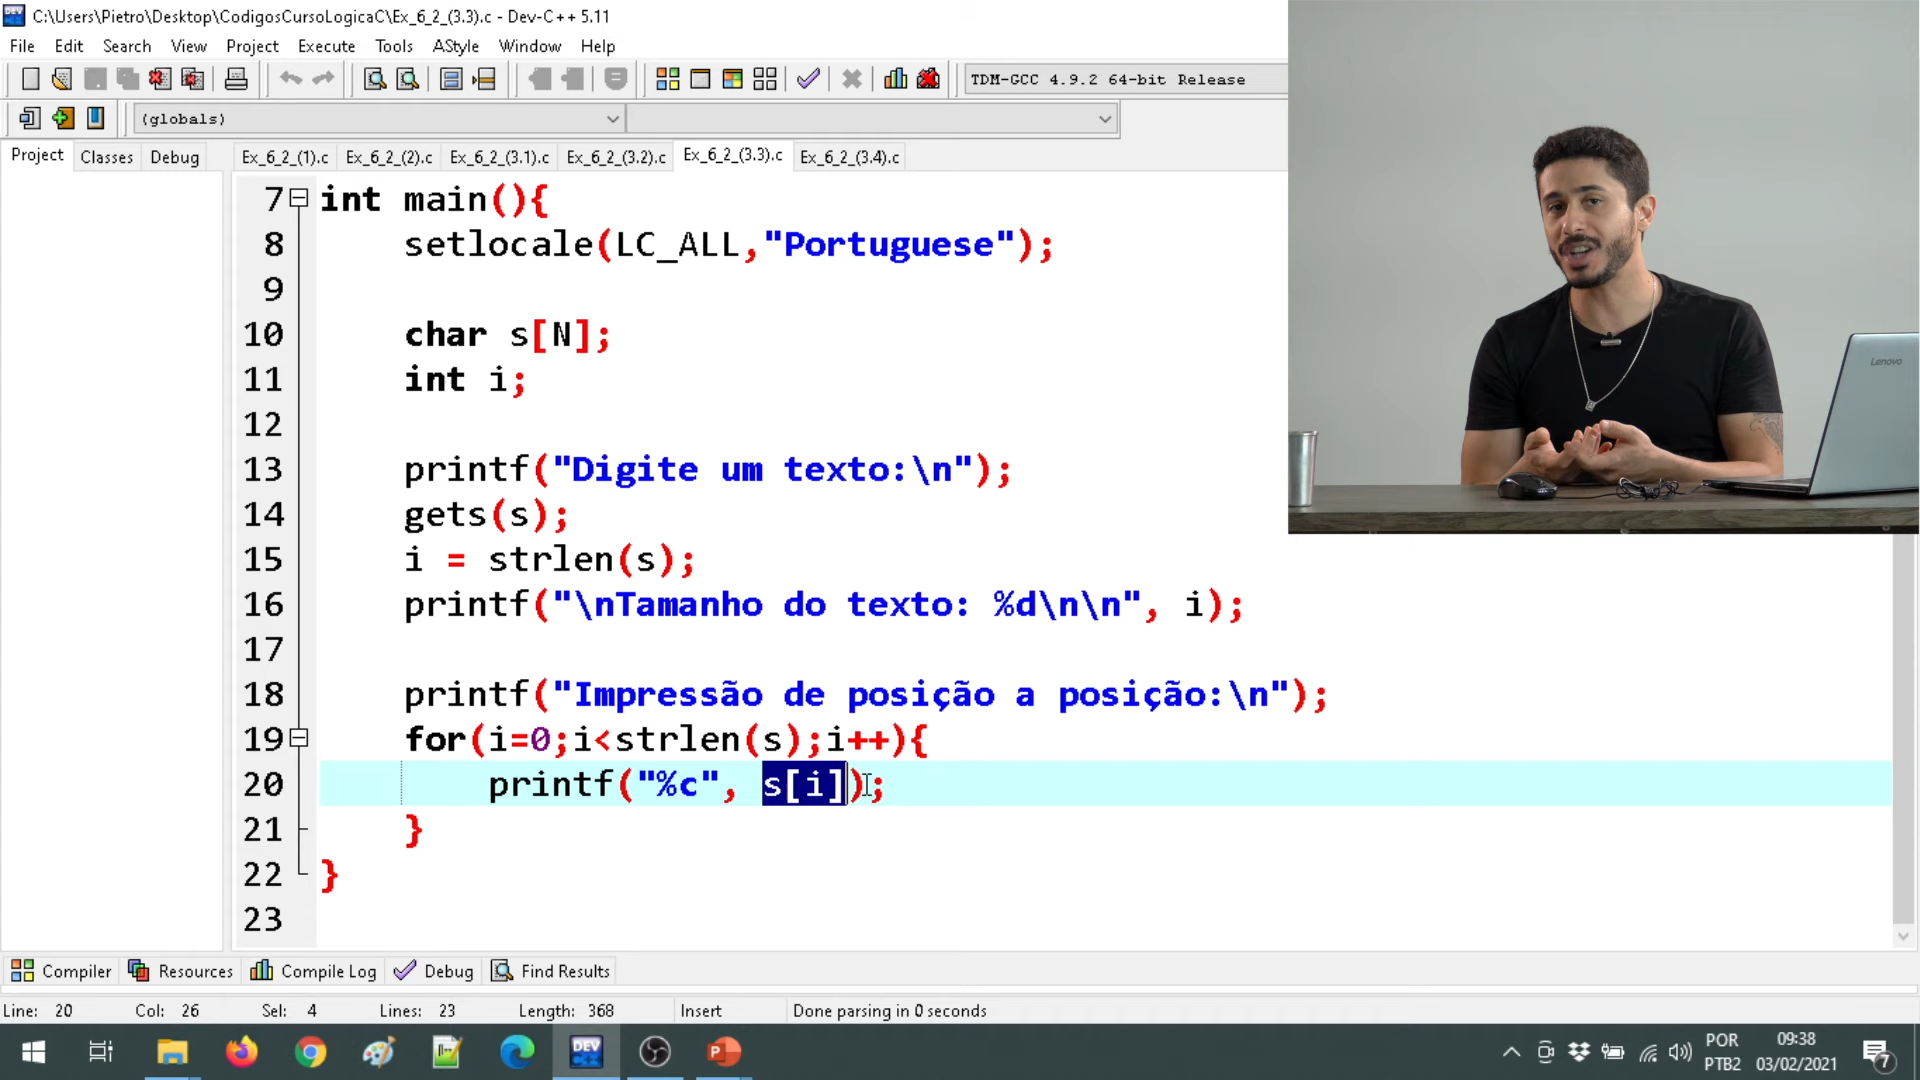 C:\Users\Pietro\Desktop\CodigosCursoLogicaC\Ex_6_2_(3.3).c - Dev-C++ 5.11
File Edit Search View Project Execute Tools AStyle Window Help
TDM-GCC 4.9.2 64-bit Release
(globals)
Project Classes Debug Ex_6_2_(1).c Ex_6_2_(2).c Ex_6_2_(3.1).c Ex_6_2_(3.2).c Ex_6_2_(3.3).c Ex_6_2_(3.4).c
7 int main(){
8 setlocale(LC_ALL,"Portuguese");
9
10 char s[N];
11 int i;
12
13 printf("Digite um texto:\n");
14 gets(s);
15 i = strlen(s);
16 printf("\nTamanho do texto: %d\n\n", i);
17
18 printf("Impressão de posição a posição:\n");
19 for(i=0;i<strlen(s);i++){
20 printf("%c", s[i]);
21 }
22 }
23
Lenovo
Compiler Resources Compile Log Debug Find Results
Line: 20 Col: 26 Sel: 4 Lines: 23 Length: 368 Insert Done parsing in 0 seconds
DEV
P
POR
PTB2
09:38
03/02/2021
7